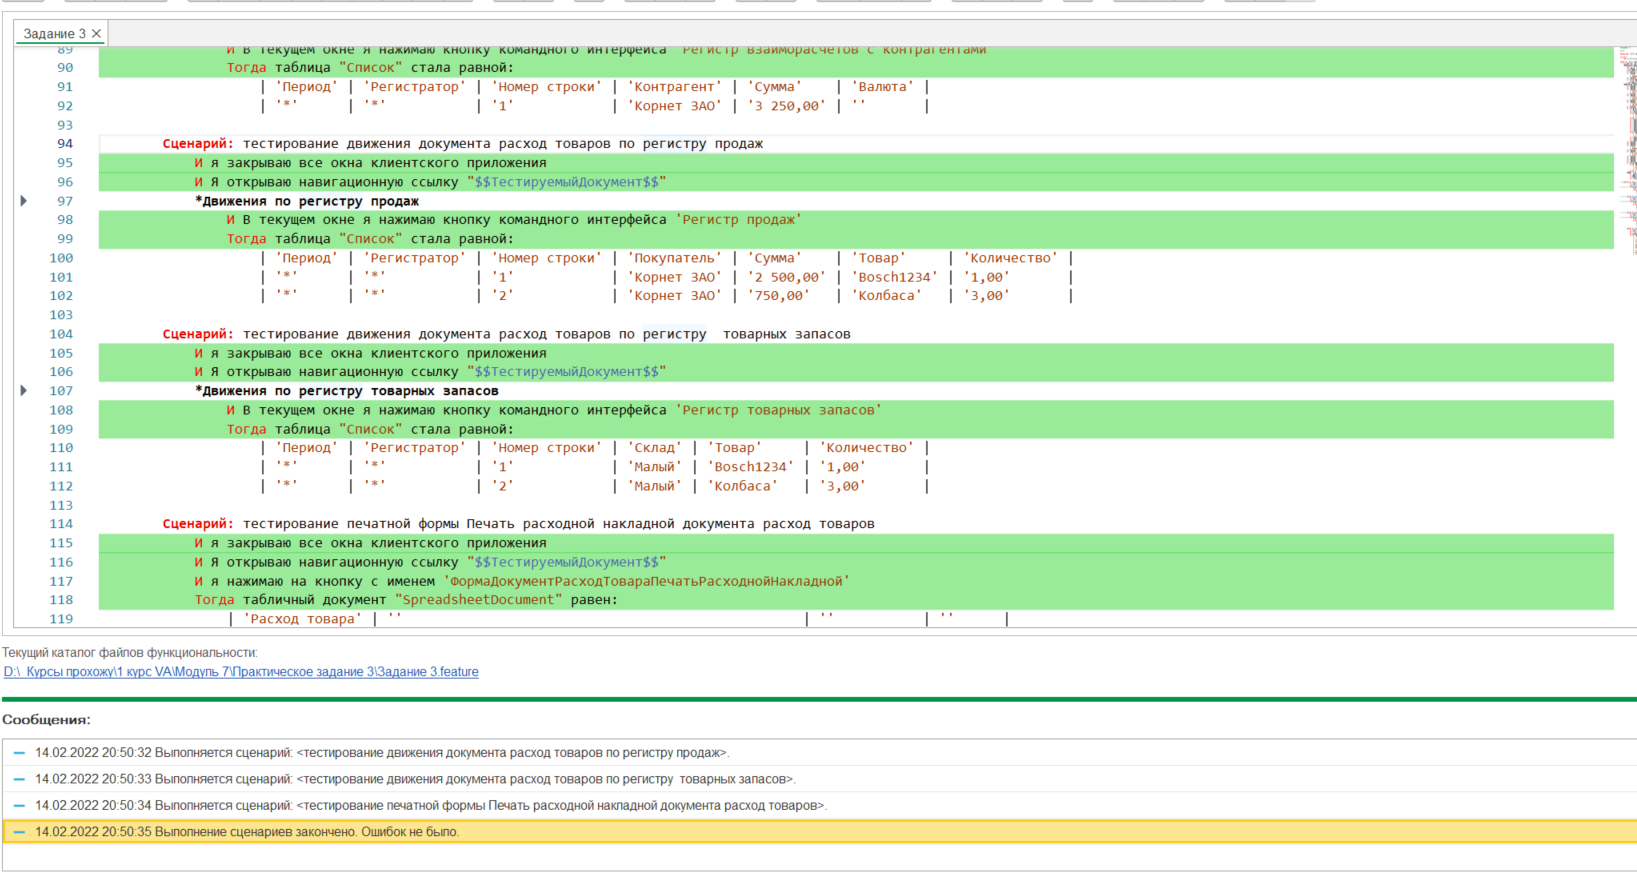 Задание 3 ×
89 И В текущем окне я нажимаю кнопку командного интерфейса 'Регистр взаиморасчетов с контрагентами'
90 Тогда таблица "Список" стала равной:
91 | 'Период' | 'Регистратор' | 'Номер строки' | 'Контрагент' | 'Сумма' | 'Валюта' |
92 | '*' | '*' | '1' | 'Корнет ЗАО' | '3 250,00' | '' |
93
94 Сценарий: тестирование движения документа расход товаров по регистру продаж
95 И я закрываю все окна клиентского приложения
96 И Я открываю навигационную ссылку "$$ТестируемыйДокумент$$"
97 *Движения по регистру продаж
98 И В текущем окне я нажимаю кнопку командного интерфейса 'Регистр продаж'
99 Тогда таблица "Список" стала равной:
100 | 'Период' | 'Регистратор' | 'Номер строки' | 'Покупатель' | 'Сумма' | 'Товар' | 'Количество' |
101 | '*' | '*' | '1' | 'Корнет ЗАО' | '2 500,00' | 'Bosch1234' | '1,00' |
102 | '*' | '*' | '2' | 'Корнет ЗАО' | '750,00' | 'Колбаса' | '3,00' |
103
104 Сценарий: тестирование движения документа расход товаров по регистру  товарных запасов
105 И я закрываю все окна клиентского приложения
106 И Я открываю навигационную ссылку "$$ТестируемыйДокумент$$"
107 *Движения по регистру товарных запасов
108 И В текущем окне я нажимаю кнопку командного интерфейса 'Регистр товарных запасов'
109 Тогда таблица "Список" стала равной:
110 | 'Период' | 'Регистратор' | 'Номер строки' | 'Склад' | 'Товар' | 'Количество' |
111 | '*' | '*' | '1' | 'Малый' | 'Bosch1234' | '1,00' |
112 | '*' | '*' | '2' | 'Малый' | 'Колбаса' | '3,00' |
113
114 Сценарий: тестирование печатной формы Печать расходной накладной документа расход товаров
115 И я закрываю все окна клиентского приложения
116 И Я открываю навигационную ссылку "$$ТестируемыйДокумент$$"
117 И я нажимаю на кнопку с именем 'ФормаДокументРасходТовараПечатьРасходнойНакладной'
118 Тогда табличный документ "SpreadsheetDocument" равен:
119 | 'Расход товара' | '' | '' | '' |
Текущий каталог файлов функциональности:
D:\_Курсы прохожу\1 курс VA\Модуль 7\Практическое задание 3\Задание 3.feature
Сообщения:
14.02.2022 20:50:32 Выполняется сценарий: <тестирование движения документа расход товаров по регистру продаж>.
14.02.2022 20:50:33 Выполняется сценарий: <тестирование движения документа расход товаров по регистру  товарных запасов>.
14.02.2022 20:50:34 Выполняется сценарий: <тестирование печатной формы Печать расходной накладной документа расход товаров>.
14.02.2022 20:50:35 Выполнение сценариев закончено. Ошибок не было.